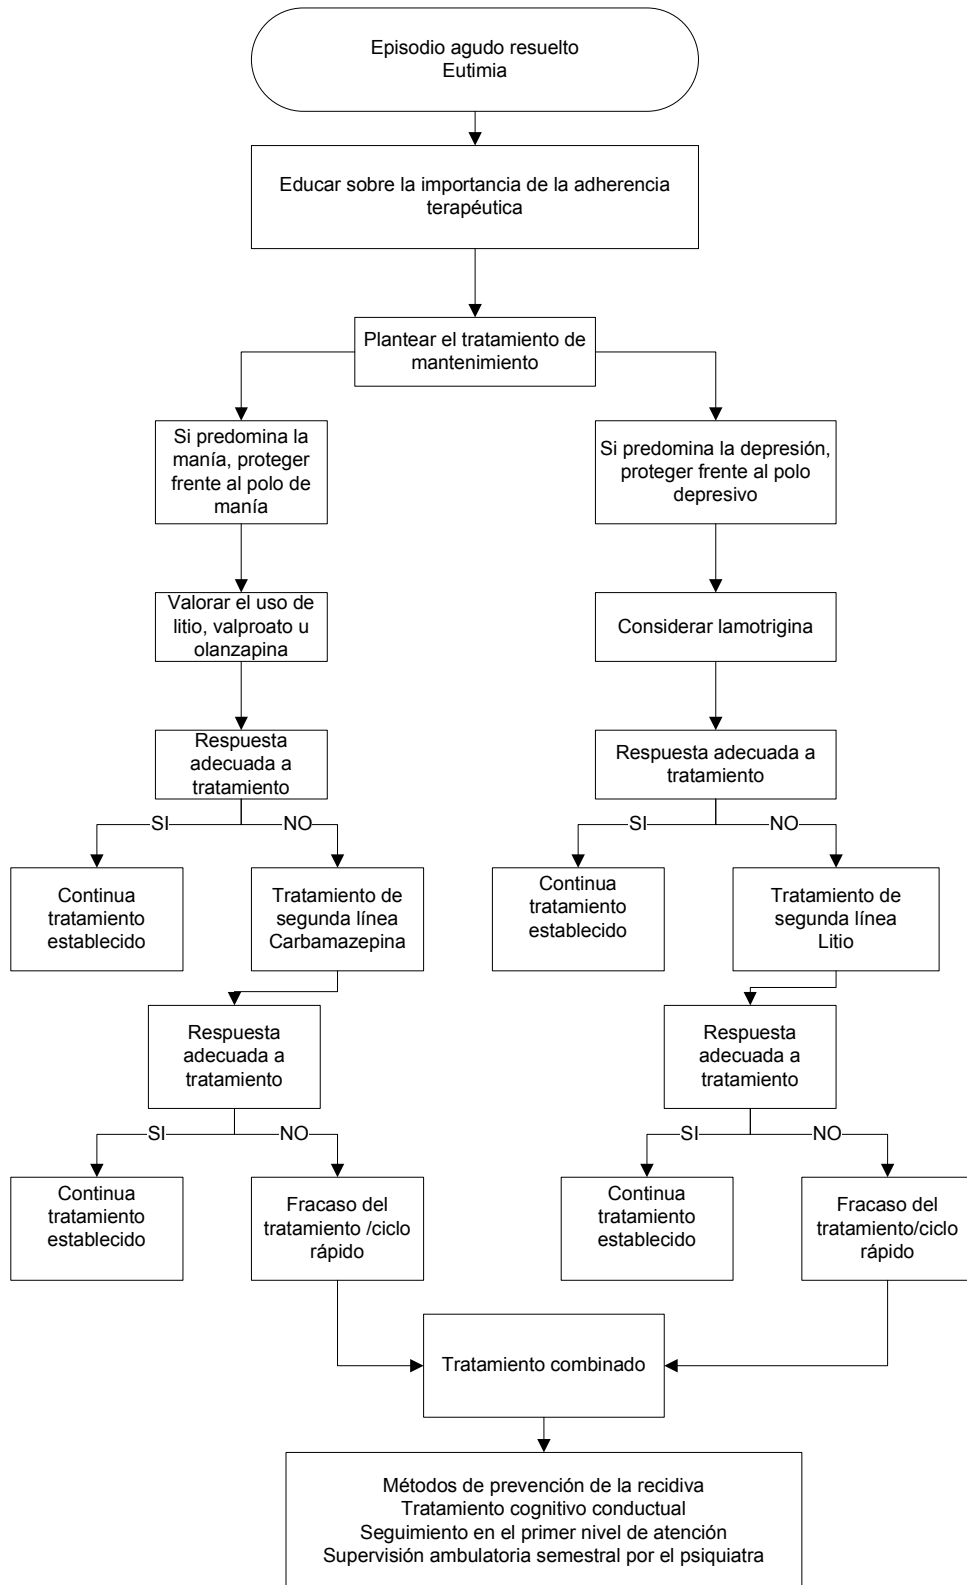 Episodio agudo resuelto
Eutimia
Educar sobre la importancia de la adherencia
terapéutica
Plantear el tratamiento de
mantenimiento
Si predomina la
manía, proteger
frente al polo de
manía
Si predomina la depresión,
proteger frente al polo
depresivo
Valorar el uso de
litio, valproato u
olanzapina
Considerar lamotrigina
Respuesta
adecuada a
tratamiento
Respuesta adecuada a
tratamiento
SI
NO
SI
NO
Continua
tratamiento
establecido
Tratamiento de
segunda línea
Carbamazepina
Continua
tratamiento
establecido
Tratamiento de
segunda línea
Litio
Respuesta
adecuada a
tratamiento
Respuesta
adecuada a
tratamiento
SI
NO
SI
NO
Continua
tratamiento
establecido
Fracaso del
tratamiento /ciclo
rápido
Continua
tratamiento
establecido
Fracaso del
tratamiento/ciclo
rápido
Tratamiento combinado
Métodos de prevención de la recidiva
Tratamiento cognitivo conductual
Seguimiento en el primer nivel de atención
Supervisión ambulatoria semestral por el psiquiatra